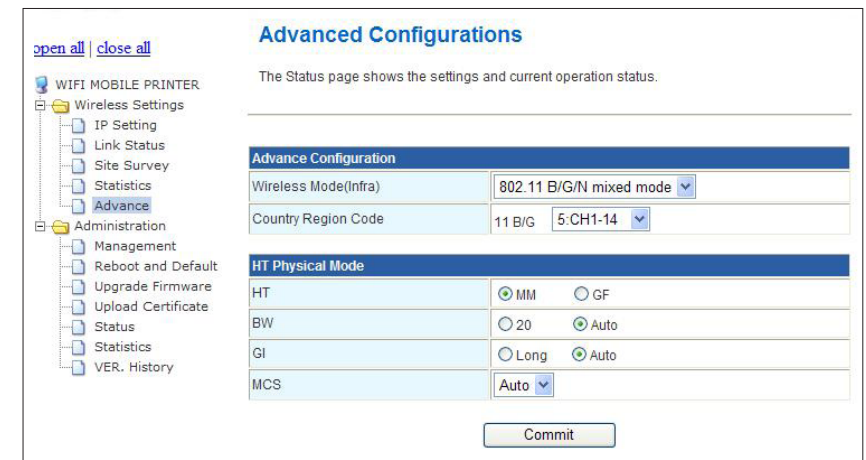 open all | close all
WIFI MOBILE PRINTER
Wireless Settings
IP Setting
Link Status
Site Survey
Statistics
Advance
Administration
Management
Reboot and Default
Upgrade Firmware
Upload Certificate
Status
Statistics
VER. History
Advanced Configurations
The Status page shows the settings and current operation status.
Advance Configuration
Wireless Mode(Infra) 802.11 B/G/N mixed mode
Country Region Code 11 B/G 5:CH1-14
HT Physical Mode
HT MM GF
BW 20 Auto
GI Long Auto
MCS Auto
Commit